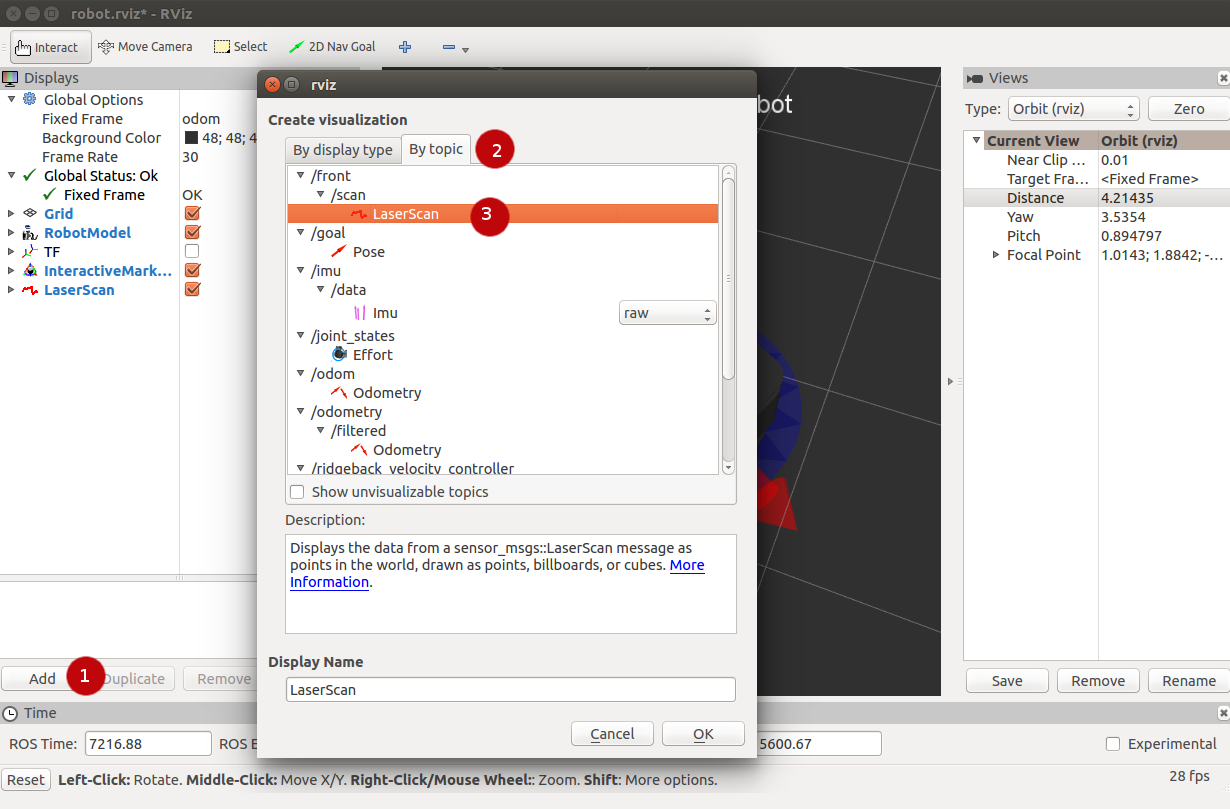 robot.rviz* - RViz
Interact Move Camera Select 2D Nav Goal
Displays
Global Options
Fixed Frame odom
Background Color 48; 48; 4
Frame Rate 30
Global Status: Ok
Fixed Frame OK
Grid
RobotModel
TF
InteractiveMark...
LaserScan
Add 1 Duplicate Remove
rviz
Create visualization
By display type By topic 2
/front
/scan
LaserScan 3
/goal
Pose
/imu
/data
Imu raw
/joint_states
Effort
/odom
Odometry
/odometry
/filtered
Odometry
/ridgeback_velocity_controller
Show unvisualizable topics
Description:
Displays the data from a sensor_msgs::LaserScan message as
points in the world, drawn as points, billboards, or cubes. More
Information.
Display Name
LaserScan
Cancel OK
bot
Views
Type: Orbit (rviz) Zero
Current View Orbit (rviz)
Near Clip ... 0.01
Target Fra... <Fixed Frame>
Distance 4.21435
Yaw 3.5354
Pitch 0.894797
Focal Point 1.0143; 1.8842; -...
Save Remove Rename
Time
ROS Time: 7216.88 ROS E 5600.67 Experimental
Reset Left-Click: Rotate. Middle-Click: Move X/Y. Right-Click/Mouse Wheel:: Zoom. Shift: More options. 28 fps